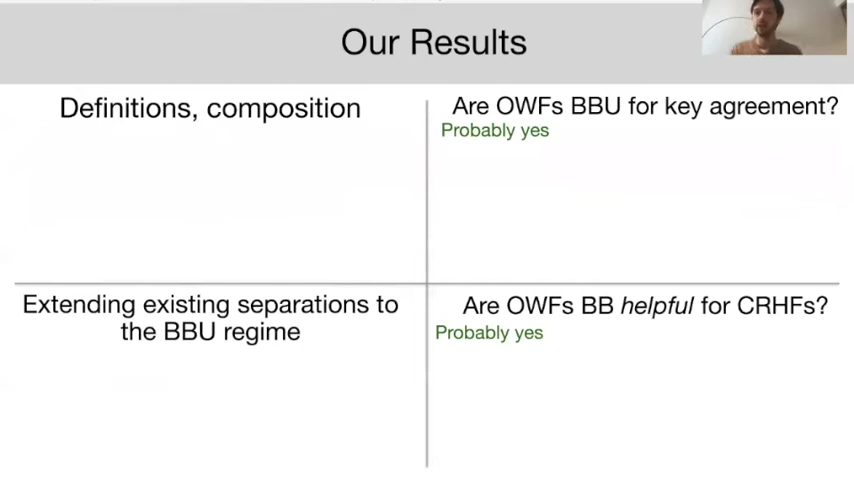 Our Results
Definitions, composition
Are OWFs BBU for key agreement?
Probably yes
Extending existing separations to
the BBU regime
Are OWFs BB helpful for CRHFs?
Probably yes